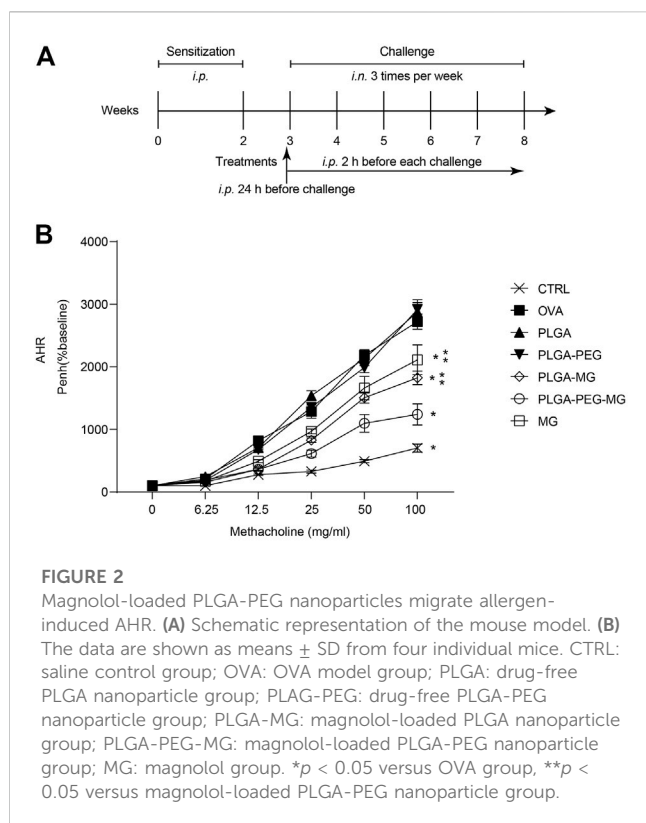 A
Sensitization
Challenge
i.p.
i.n. 3 times per week
Weeks
0 2 3 4 5 6 7 8
Treatments
i.p. 2 h before each challenge
i.p. 24 h before challenge
B
4000
3000
2000
1000
0
AHR
Penh(%baseline)
0 6.25 12.5 25 50 100
Methacholine (mg/ml)
* **
* **
*
*
CTRL
OVA
PLGA
PLGA-PEG
PLGA-MG
PLGA-PEG-MG
MG
FIGURE 2
Magnolol-loaded PLGA-PEG nanoparticles migrate allergen-
induced AHR. (A) Schematic representation of the mouse model. (B)
The data are shown as means ± SD from four individual mice. CTRL:
saline control group; OVA: OVA model group; PLGA: drug-free
PLGA nanoparticle group; PLAG-PEG: drug-free PLGA-PEG
nanoparticle group; PLGA-MG: magnolol-loaded PLGA nanoparticle
group; PLGA-PEG-MG: magnolol-loaded PLGA-PEG nanoparticle
group; MG: magnolol group. *p < 0.05 versus OVA group, **p <
0.05 versus magnolol-loaded PLGA-PEG nanoparticle group.